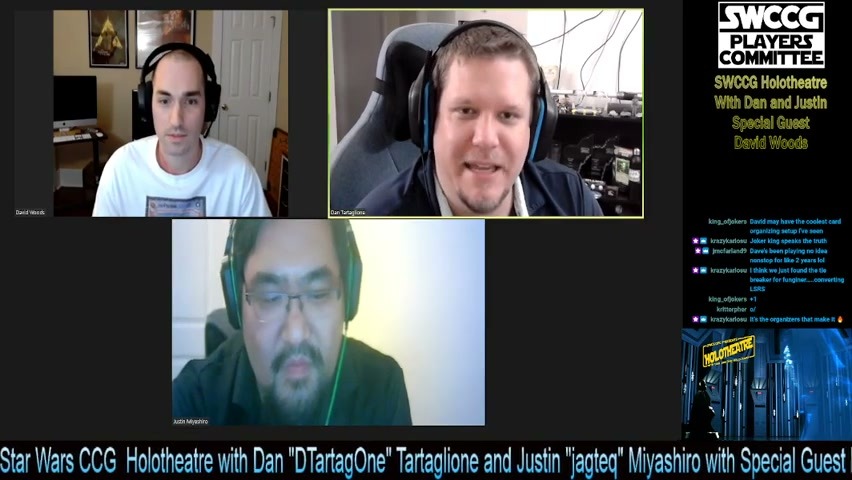 SWCCG
PLAYERS
COMMITTEE
SWCCG Holotheatre
With Dan and Justin
Special Guest
David Woods
David Woods
Dan Tartaglione
Justin Miyashiro
king_ofjokers David may have the coolest card
organizing setup I've seen
krazykarlosu Joker king speaks the truth
jmcfarland9 Dave's been playing no idea
nonstop for like 2 years lol
krazykarlosu I think we just found the tie
breaker for funginer....converting
LSRS
king_ofjokers +1
krittterpher o/
krazykarlosu It's the organizers that make it
HOLOTHEATRE
Star Wars CCG Holotheatre with Dan "DTartagOne" Tartaglione and Justin "jagteq" Miyashiro with Special Guest